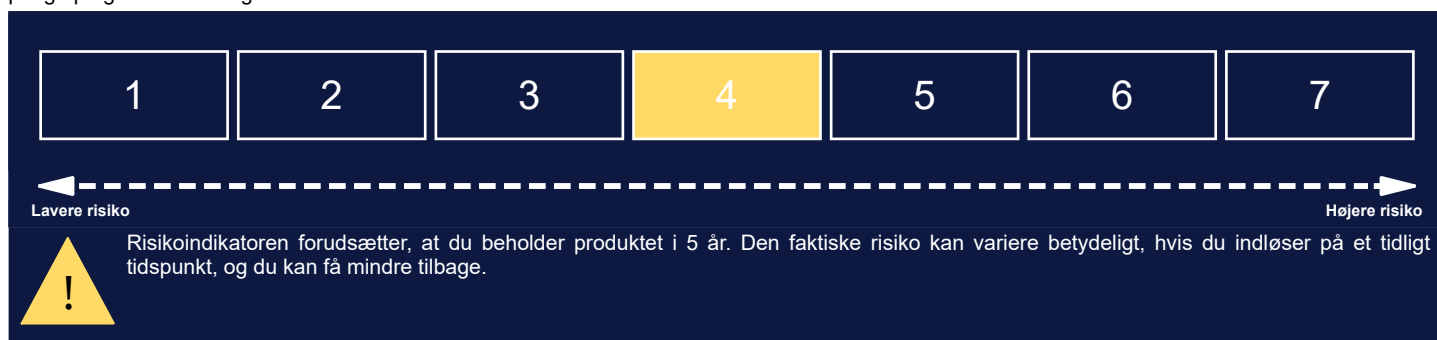 1 2 3 4 5 6 7
Lavere risiko Højere risiko
Risikoindikatoren forudsætter, at du beholder produktet i 5 år. Den faktiske risiko kan variere betydeligt, hvis du indløser på et tidligt
tidspunkt, og du kan få mindre tilbage.
!